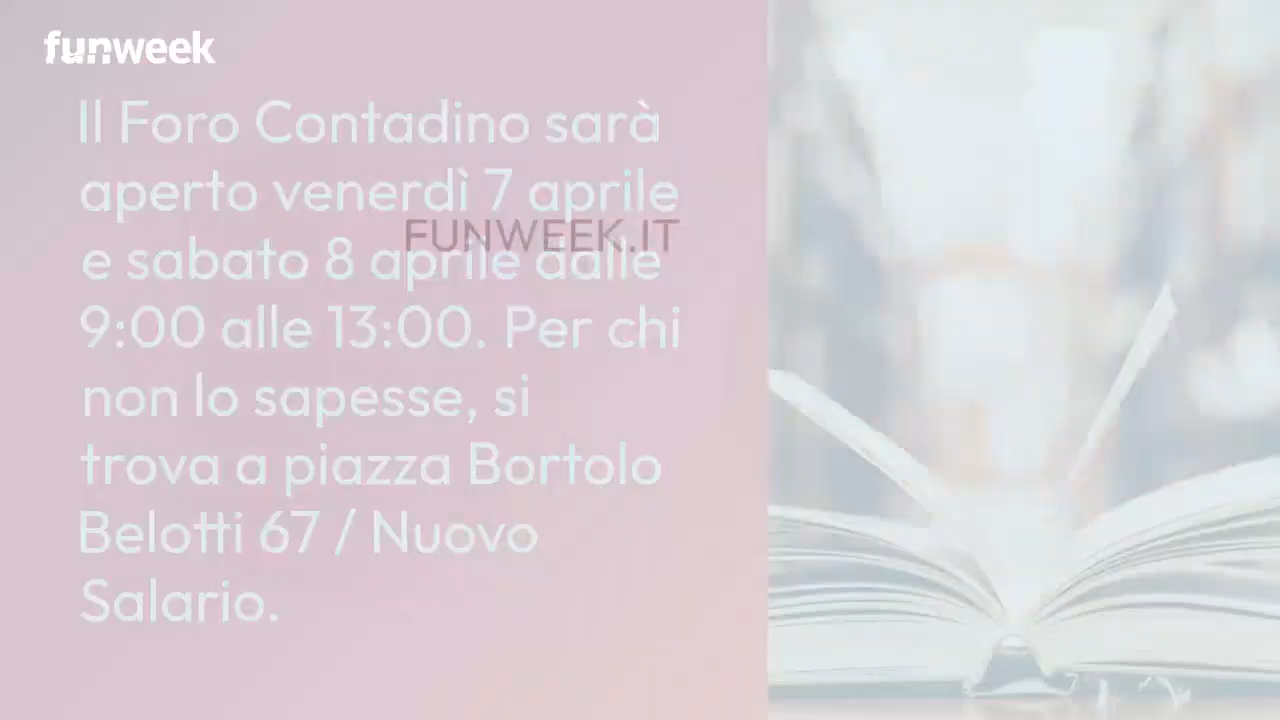 funweek
Il Foro Contadino sarà
aperto venerdì 7 aprile
FUNWEEK.IT
e sabato 8 aprile dalle
9:00 alle 13:00. Per chi
non lo sapesse, si
trova a piazza Bortolo
Belotti 67 / Nuovo
Salario.